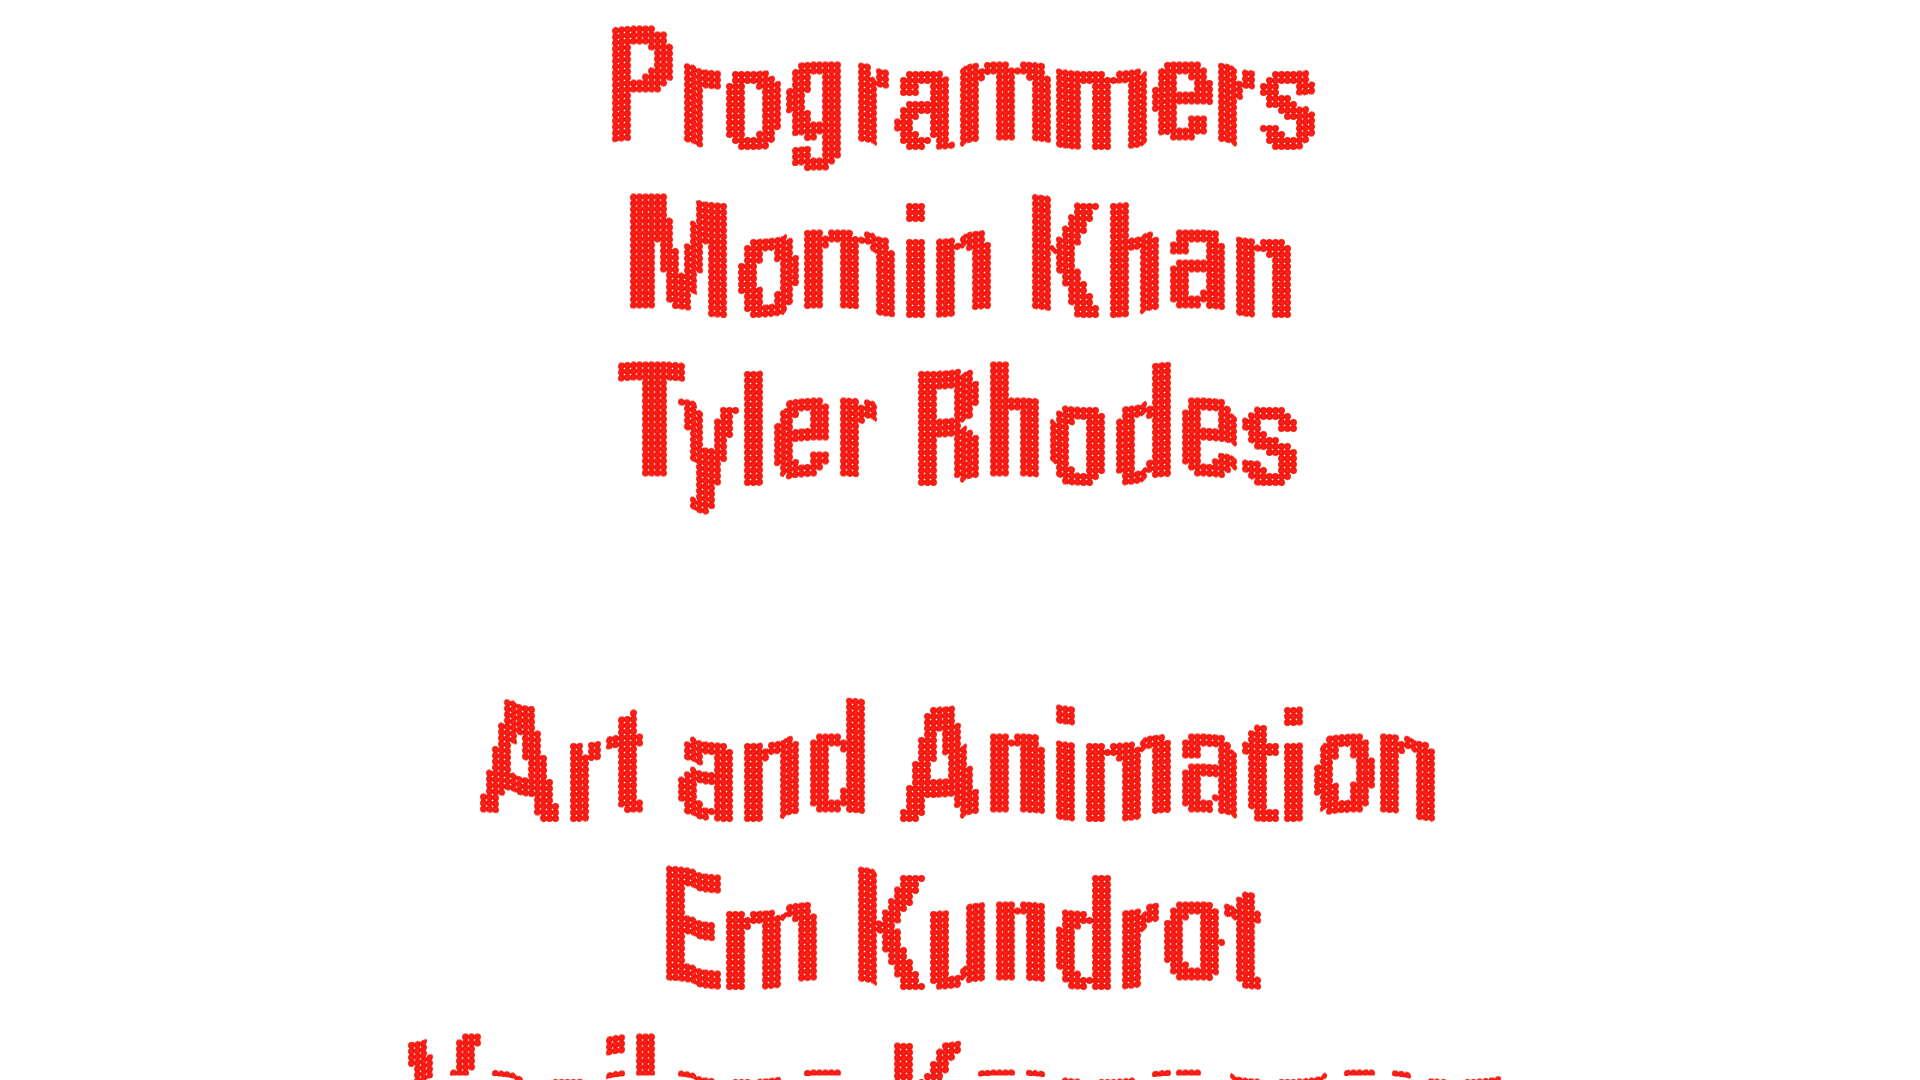 Programmers
Momin Khan
Tyler Rhodes
Art and Animation
Em Kundrot